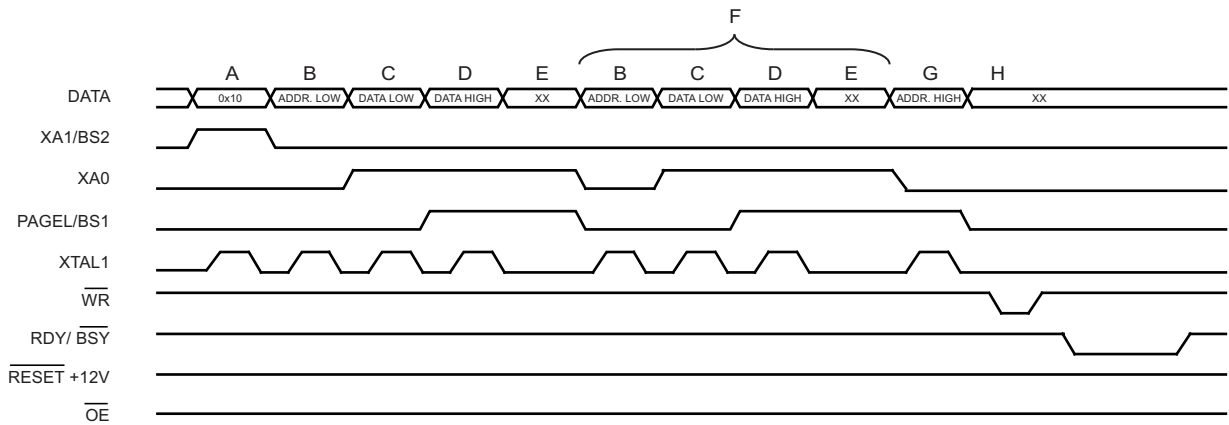 F
A B C D E B C D E G H
DATA 0x10 ADDR. LOW DATA LOW DATA HIGH XX ADDR. LOW DATA LOW DATA HIGH XX ADDR. HIGH XX
XA1/BS2
XA0
PAGEL/BS1
XTAL1
WR
RDY/ BSY
RESET +12V
OE